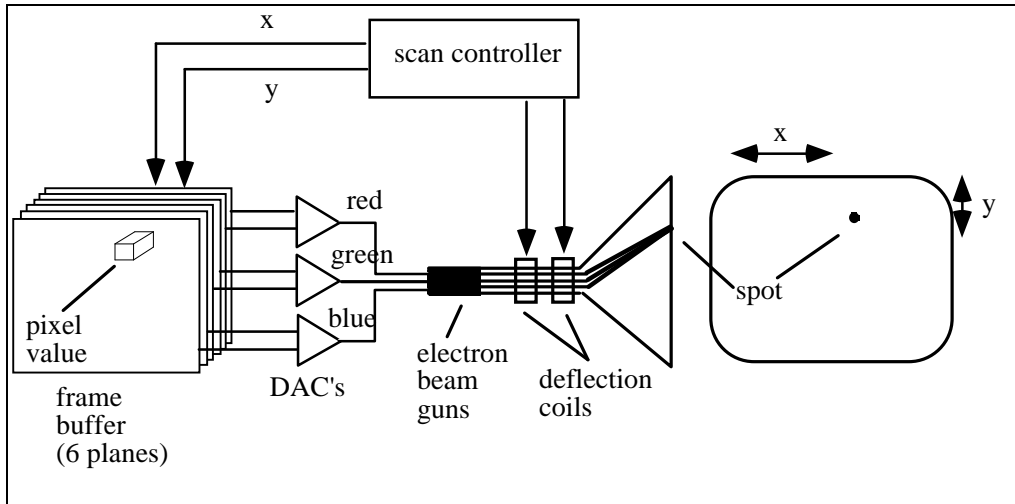 x
scan controller
y
x
y
red
green
blue
pixel
value
DAC's
electron
beam
guns
deflection
coils
spot
frame
buffer
(6 planes)